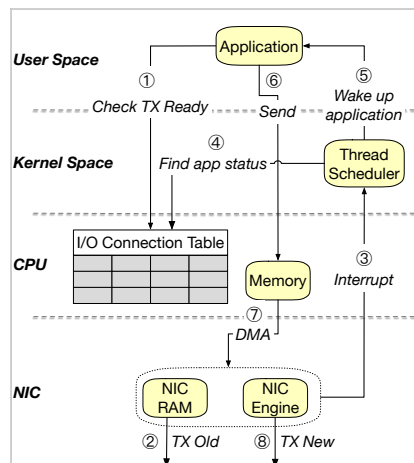 Application
User Space
①
⑥
⑤
Check TX Ready
Send
Wake up
application
④
Kernel Space
Find app status
Thread
Scheduler
I/O Connection Table
CPU
Memory
③
Interrupt
⑦
DMA
NIC
NIC
RAM
NIC
Engine
② TX Old
⑧ TX New